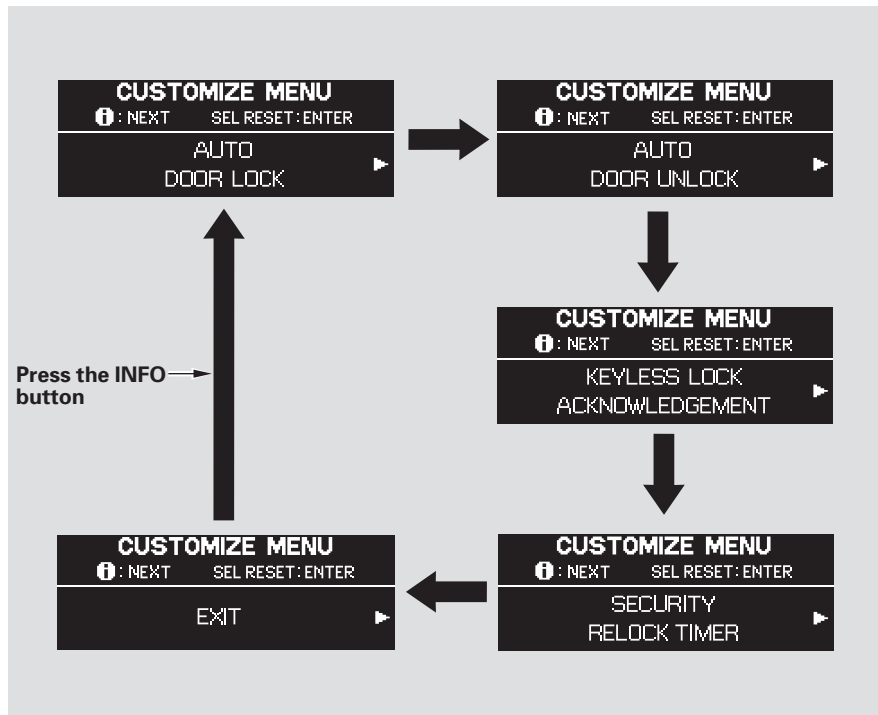 CUSTOMIZE MENU
i : NEXT SEL RESET : ENTER
AUTO
DOOR LOCK
CUSTOMIZE MENU
i : NEXT SEL RESET : ENTER
AUTO
DOOR UNLOCK
CUSTOMIZE MENU
i : NEXT SEL RESET : ENTER
KEYLESS LOCK
ACKNOWLEDGEMENT
Press the INFO
button
CUSTOMIZE MENU
i : NEXT SEL RESET : ENTER
EXIT
CUSTOMIZE MENU
i : NEXT SEL RESET : ENTER
SECURITY
RELOCK TIMER